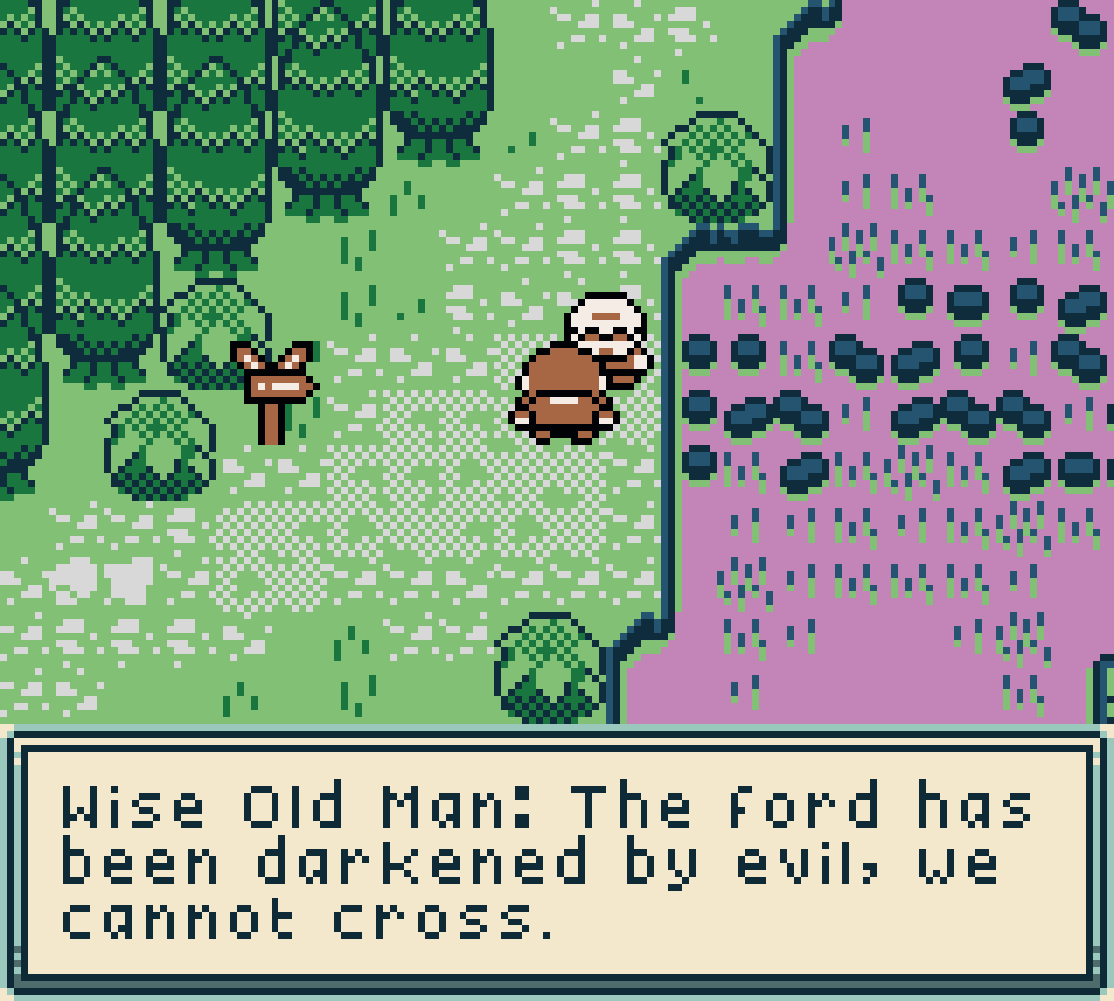 Wise Old Man: The ford has
been darkened by evil, we
cannot cross.